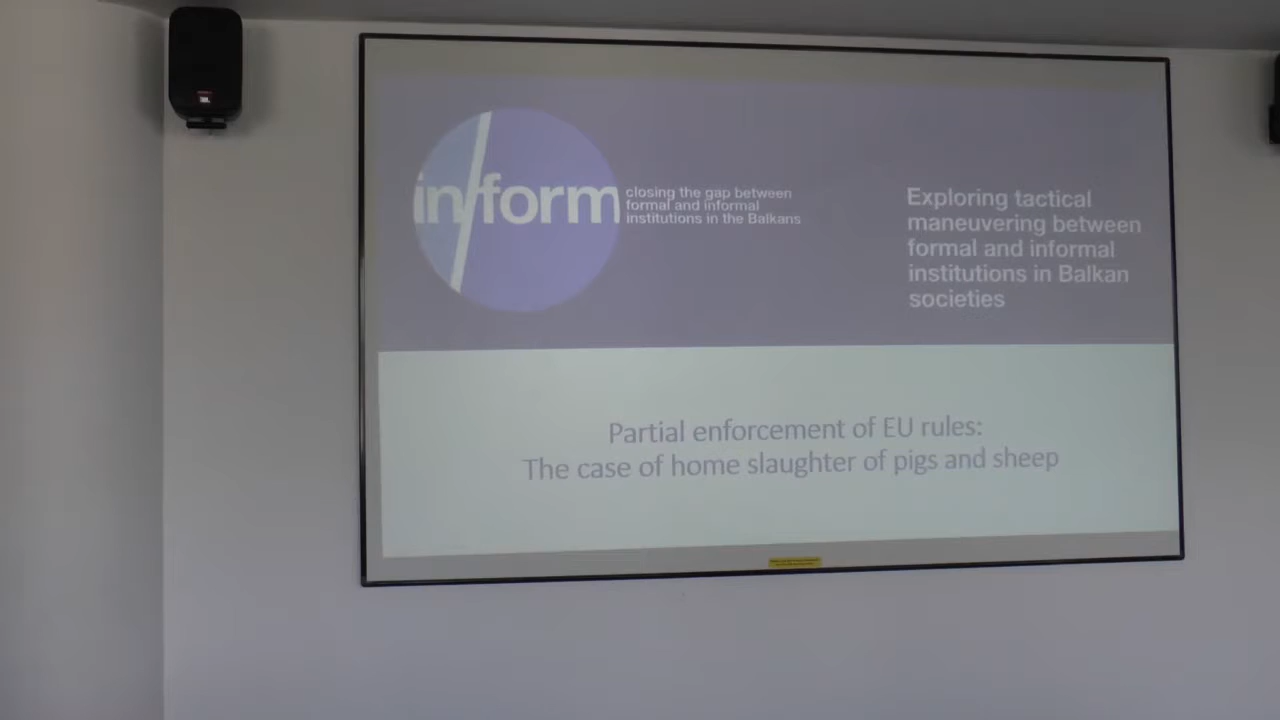 in/form
closing the gap between
formal and informal
institutions in the Balkans
Exploring tactical
maneuvering between
formal and informal
institutions in Balkan
societies
Partial enforcement of EU rules:
The case of home slaughter of pigs and sheep
JBL